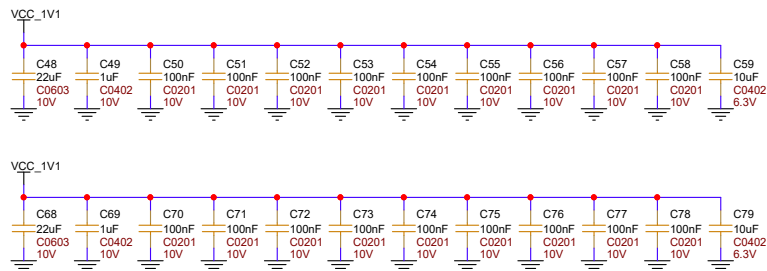 VCC_1V1
C48 C49 C50 C51 C52 C53 C54 C55 C56 C57 C58 C59
22uF 1uF 100nF 100nF 100nF 100nF 100nF 100nF 100nF 100nF 100nF 10uF
C0603 C0402 C0201 C0201 C0201 C0201 C0201 C0201 C0201 C0201 C0201 C0402
10V 10V 10V 10V 10V 10V 10V 10V 10V 10V 10V 6.3V
VCC_1V1
C68 C69 C70 C71 C72 C73 C74 C75 C76 C77 C78 C79
22uF 1uF 100nF 100nF 100nF 100nF 100nF 100nF 100nF 100nF 100nF 10uF
C0603 C0402 C0201 C0201 C0201 C0201 C0201 C0201 C0201 C0201 C0201 C0402
10V 10V 10V 10V 10V 10V 10V 10V 10V 10V 10V 6.3V